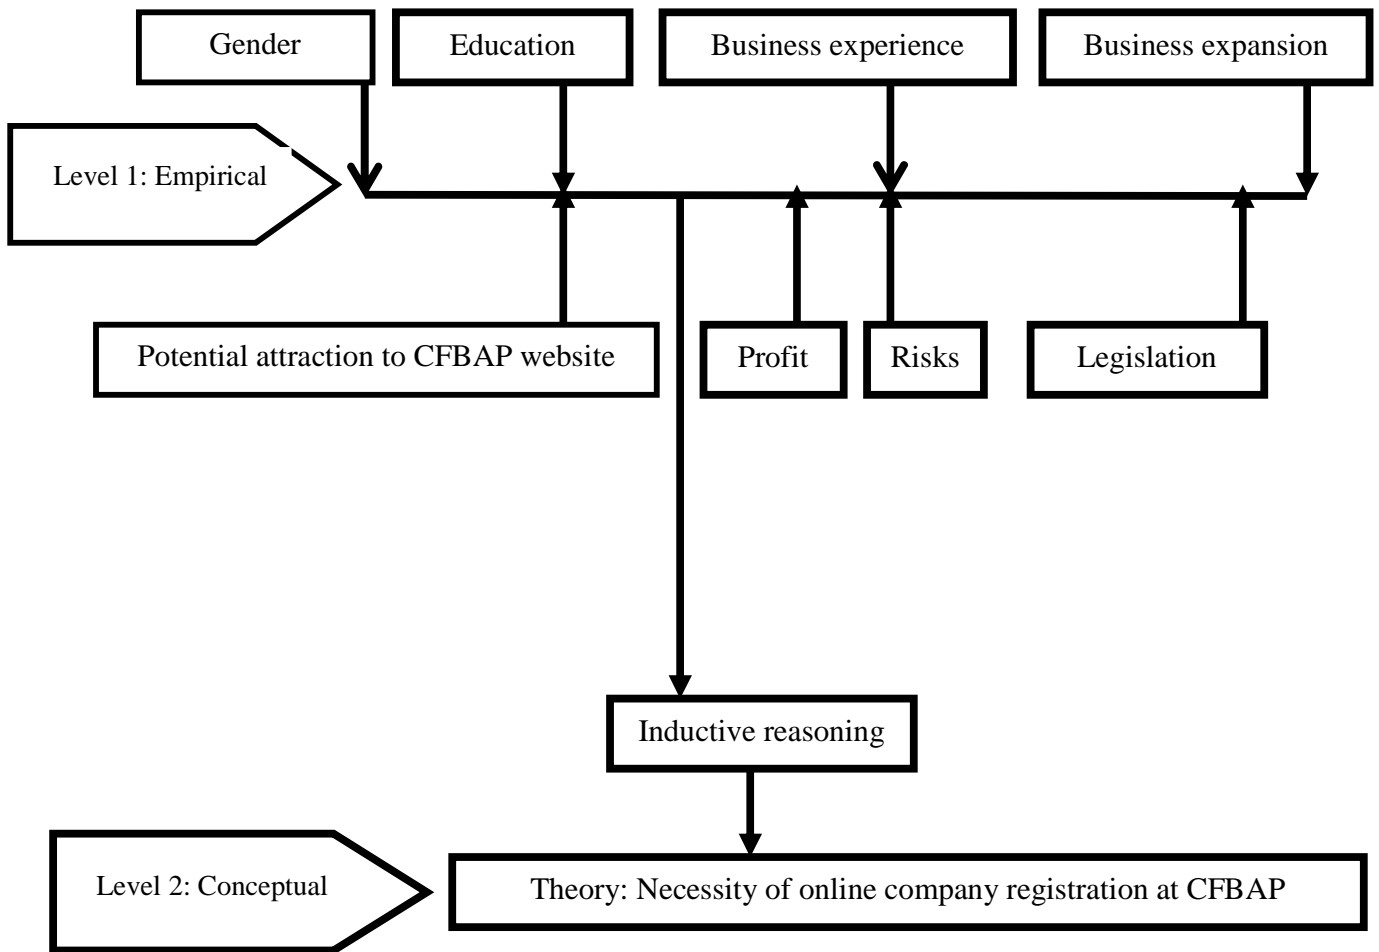 Gender
Education
Business experience
Business expansion
Level 1: Empirical
Potential attraction to CFBAP website
Profit
Risks
Legislation
Inductive reasoning
Level 2: Conceptual
Theory: Necessity of online company registration at CFBAP